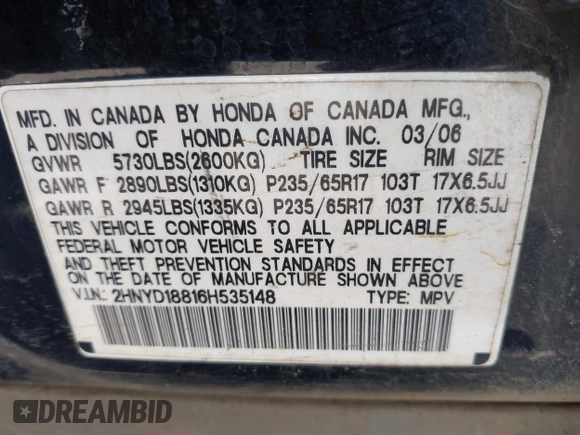 MFD. IN CANADA BY HONDA OF CANADA MFG.,
A DIVISION OF HONDA CANADA INC. 03/06
GVWR 5730LBS(2600KG) TIRE SIZE RIM SIZE
GAWR F 2890LBS(1310KG) P235/65R17 103T 17X6.5JJ
GAWR R 2945LBS(1335KG) P235/65R17 103T 17X6.5JJ
THIS VEHICLE CONFORMS TO ALL APPLICABLE
FEDERAL MOTOR VEHICLE SAFETY
AND THEFT PREVENTION STANDARDS IN EFFECT
ON THE DATE OF MANUFACTURE SHOWN ABOVE
V.I.N.: 2HNYD18816H535148 TYPE: MPV
DREAMBID